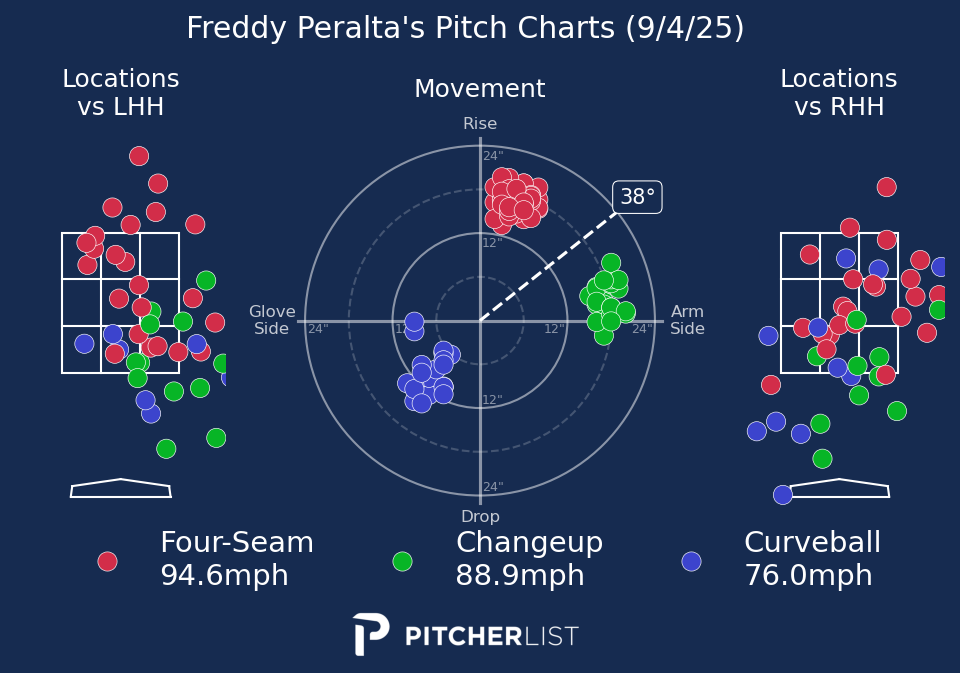 Freddy Peralta's Pitch Charts (9/4/25)
Locations
vs LHH
Movement
Locations
vs RHH
Rise
24"
38°
12"
Glove
Side
24"
12"
12"
24"
Arm
Side
12"
24"
Drop
Four-Seam
94.6mph
Changeup
88.9mph
Curveball
76.0mph
PITCHERLIST